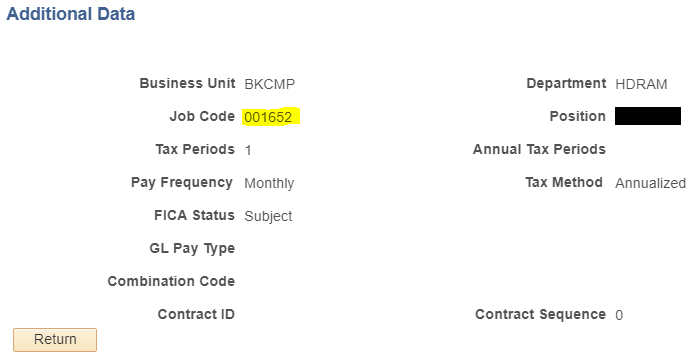 Additional Data
Business Unit BKCMP Department HDRAM
Job Code 001652 Position
Tax Periods 1 Annual Tax Periods
Pay Frequency Monthly Tax Method Annualized
FICA Status Subject
GL Pay Type
Combination Code
Contract ID Contract Sequence 0
Return